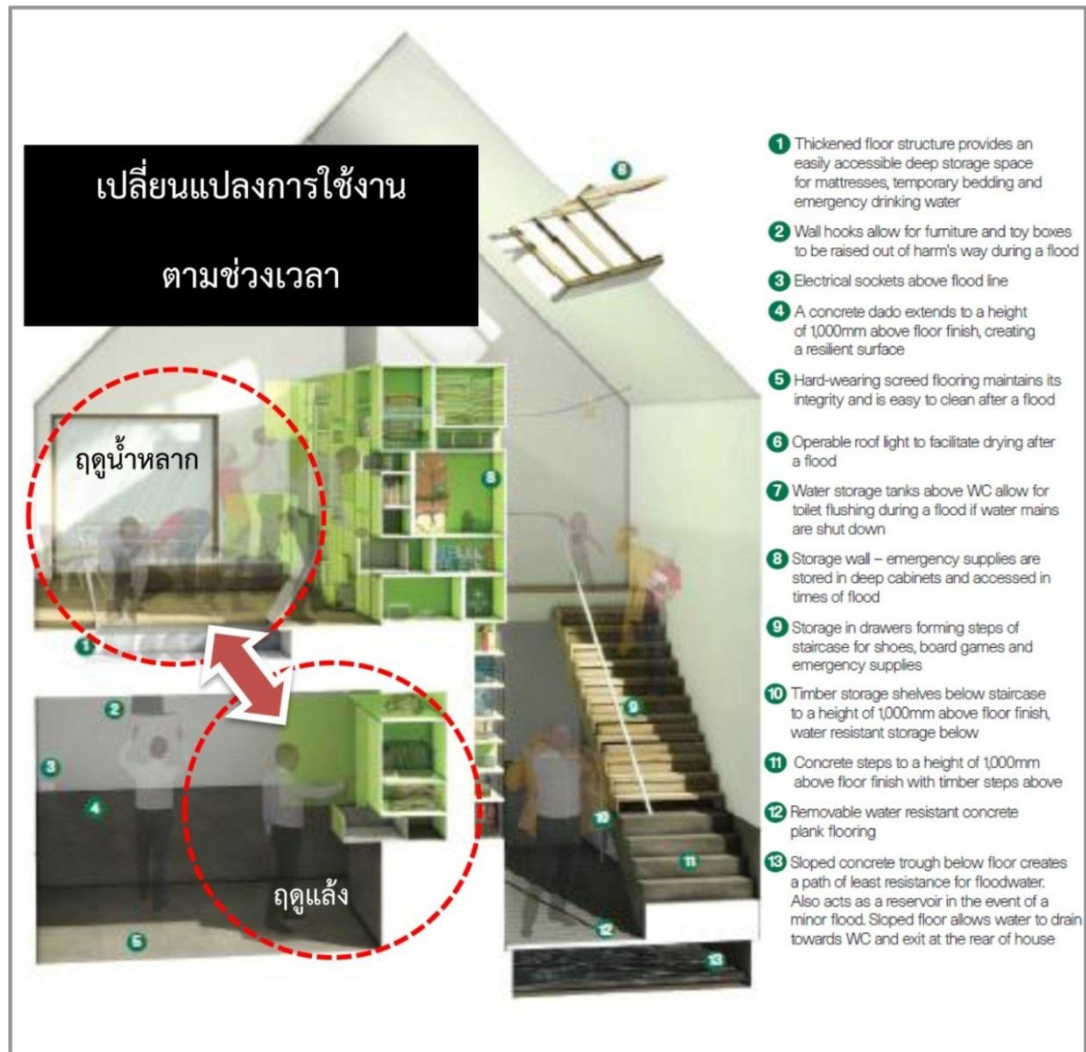 เปลี่ยนแปลงการใช้งาน
ตามช่วงเวลา
ฤดูน้ำหลาก
ฤดูแล้ง
6
8
1
2
3
4
5
9
10
11
12
13
1 Thickened floor structure provides an
easily accessible deep storage space
for mattresses, temporary bedding and
emergency drinking water
2 Wall hooks allow for furniture and toy boxes
to be raised out of harm's way during a flood
3 Electrical sockets above flood line
4 A concrete dado extends to a height
of 1,000mm above floor finish, creating
a resilient surface
5 Hard-wearing screed flooring maintains its
integrity and is easy to clean after a flood
6 Operable roof light to facilitate drying after
a flood
7 Water storage tanks above WC allow for
toilet flushing during a flood if water mains
are shut down
8 Storage wall – emergency supplies are
stored in deep cabinets and accessed in
times of flood
9 Storage in drawers forming steps of
staircase for shoes, board games and
emergency supplies
10 Timber storage shelves below staircase
to a height of 1,000mm above floor finish,
water resistant storage below
11 Concrete steps to a height of 1,000mm
above floor finish with timber steps above
12 Removable water resistant concrete
plank flooring
13 Sloped concrete trough below floor creates
a path of least resistance for floodwater.
Also acts as a reservoir in the event of a
minor flood. Sloped floor allows water to drain
towards WC and exit at the rear of house